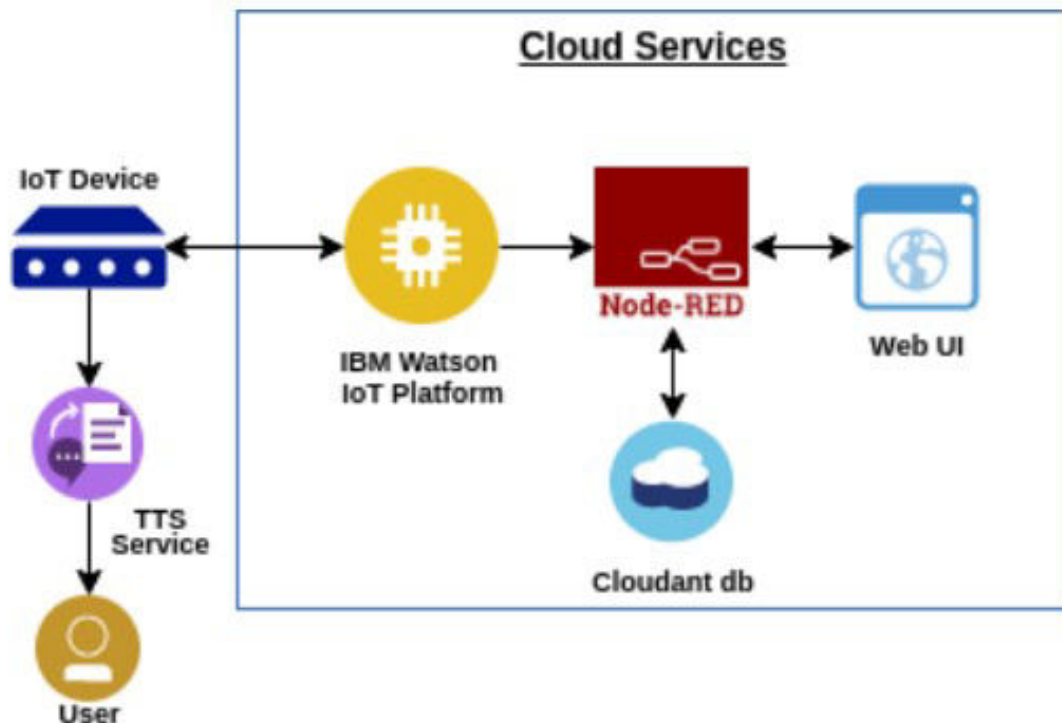 Cloud Services
IoT Device
Node-RED
Web UI
IBM Watson
IoT Platform
TTS
Service
Cloudant db
User